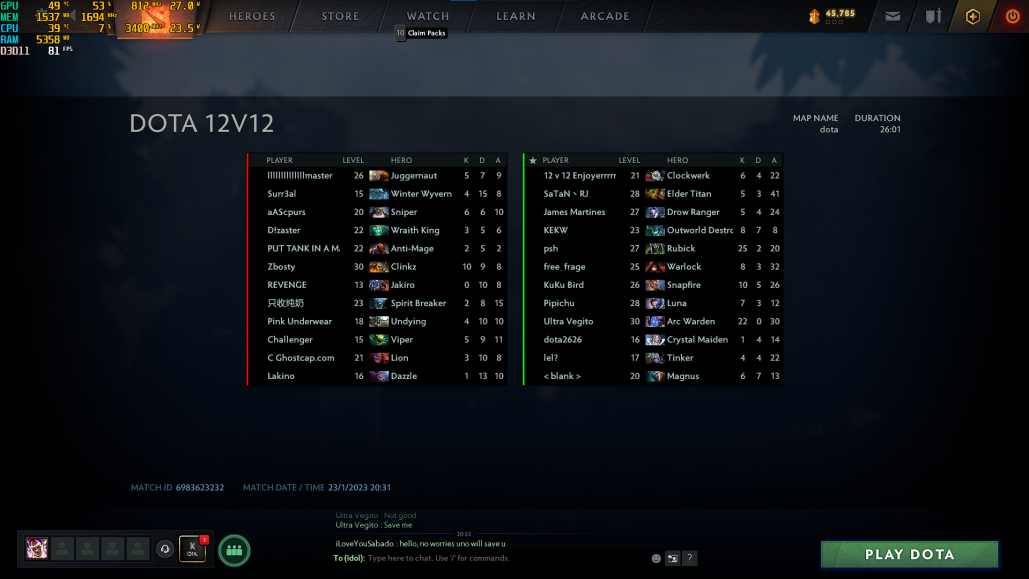 GPU 49 °C 53 % 812 MHz 27.0 W
MEM 1537 MB 1694 MHz
CPU 39 °C 7 % 3400 MHz 23.5 W
RAM 5358 MB
D3D11 81 FPS
HEROES STORE WATCH LEARN ARCADE
45,785
10 Claim Packs
DOTA 12V12
MAP NAME DURATION
dota 26:01
PLAYER LEVEL HERO K D A
lllllllllllllllmaster 26 Juggernaut 5 7 9
Surr3al 15 Winter Wyvern 4 15 8
aAScpurs 20 Sniper 6 6 10
D!zaster 22 Wraith King 3 5 6
PUT TANK IN A M. 22 Anti-Mage 2 5 2
Zbosty 30 Clinkz 10 9 8
REVENGE 13 Jakiro 0 10 8
只收纯奶 23 Spirit Breaker 2 8 15
Pink Underwear 18 Undying 4 10 10
Challenger 15 Viper 5 9 11
C Ghostcap.com 21 Lion 3 10 8
Lakino 16 Dazzle 1 13 10
PLAYER LEVEL HERO K D A
12 v 12 Enjoyerrrrr 21 Clockwerk 6 4 22
SaTaN丶RJ 28 Elder Titan 5 3 41
James Martines 27 Drow Ranger 5 4 24
KEKW 23 Outworld Destro 8 7 8
psh 27 Rubick 25 2 20
free_frage 25 Warlock 8 3 32
KuKu Bird 26 Snapfire 10 5 26
Pipichu 28 Luna 7 3 12
Ultra Vegito 30 Arc Warden 22 0 30
dota2626 16 Crystal Maiden 1 4 14
lel? 17 Tinker 4 4 22
< blank > 20 Magnus 6 7 13
MATCH ID 6983623232 MATCH DATE / TIME 23/1/2023 20:31
Ultra Vegito : Not good
Ultra Vegito : Save me
20:55
iLoveYouSabado : hello, no worries uno will save u
To (Idol): Type here to chat. Use '/' for commands.
?
K
IDOL
1
PLAY DOTA